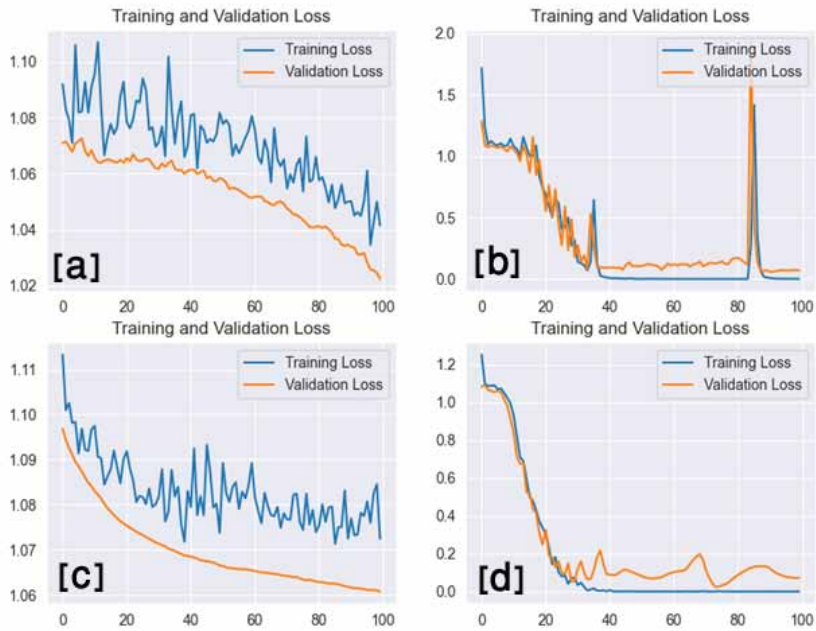 Training and Validation Loss
Training Loss
Validation Loss
1.10
1.08
1.06
1.04
1.02
[a]
0 20 40 60 80 100
Training and Validation Loss
Training Loss
Validation Loss
2.0
1.5
1.0
0.5
0.0
[b]
0 20 40 60 80 100
Training and Validation Loss
Training Loss
Validation Loss
1.11
1.10
1.09
1.08
1.07
1.06
[c]
0 20 40 60 80 100
Training and Validation Loss
Training Loss
Validation Loss
1.2
1.0
0.8
0.6
0.4
0.2
0.0
[d]
0 20 40 60 80 100